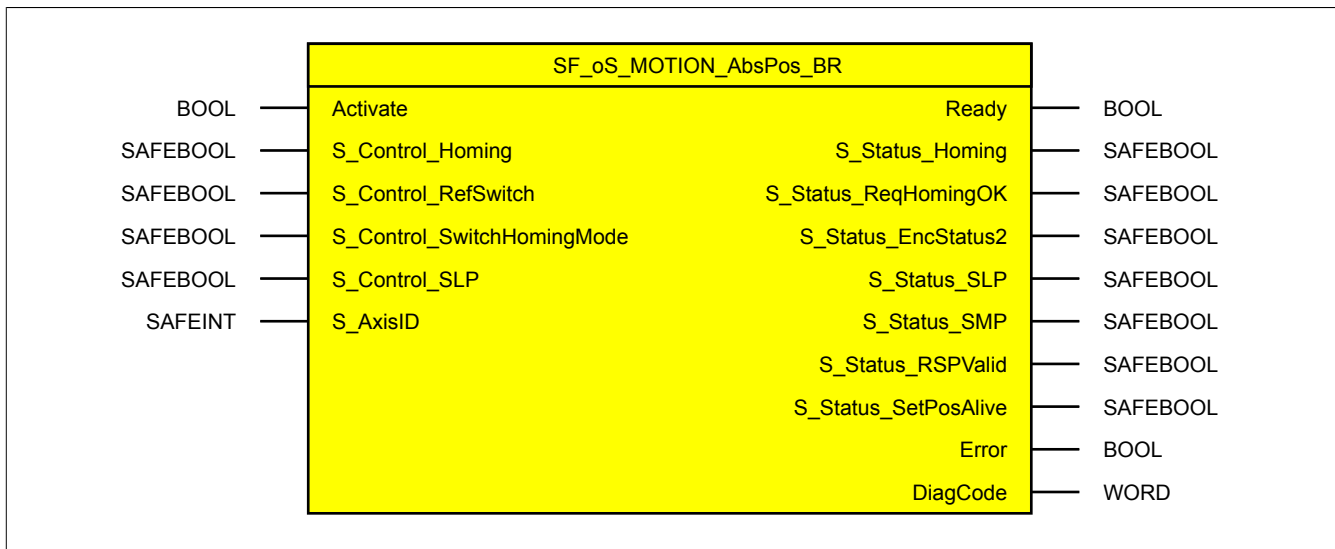 SF_oS_MOTION_AbsPos_BR
BOOL Activate Ready BOOL
SAFEBOOL S_Control_Homing S_Status_Homing SAFEBOOL
SAFEBOOL S_Control_RefSwitch S_Status_ReqHomingOK SAFEBOOL
SAFEBOOL S_Control_SwitchHomingMode S_Status_EncStatus2 SAFEBOOL
SAFEBOOL S_Control_SLP S_Status_SLP SAFEBOOL
SAFEINT S_AxisID S_Status_SMP SAFEBOOL
S_Status_RSPValid SAFEBOOL
S_Status_SetPosAlive SAFEBOOL
Error BOOL
DiagCode WORD